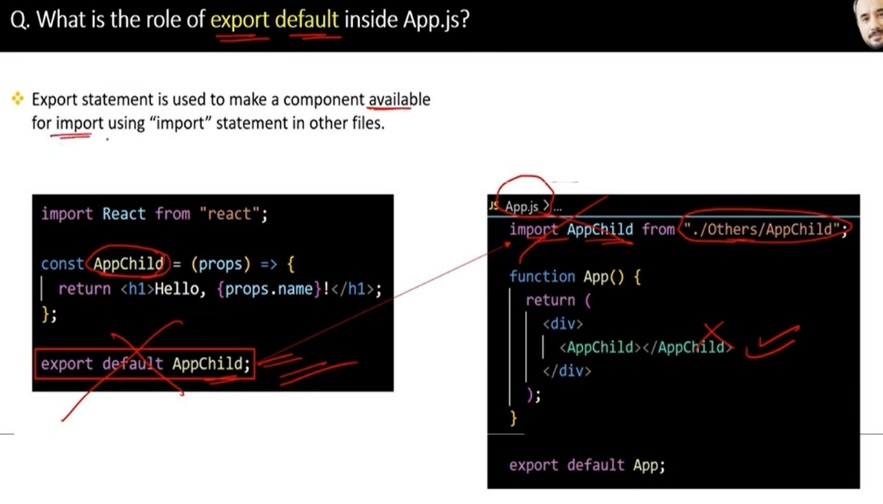 Q. What is the role of export default inside App.js?
Export statement is used to make a component available
for import using “import” statement in other files.
import React from "react";
const AppChild = (props) => {
return <h1>Hello, {props.name}!</h1>;
};
export default AppChild;
JS App.js > ...
import AppChild from "./Others/AppChild";
function App() {
return (
<div>
<AppChild></AppChild>
</div>
);
}
export default App;